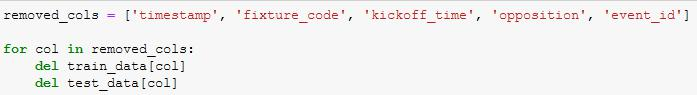 removed_cols = ['timestamp', 'fixture_code', 'kickoff_time', 'opposition', 'event_id']
for col in removed_cols:
    del train_data[col]
    del test_data[col]